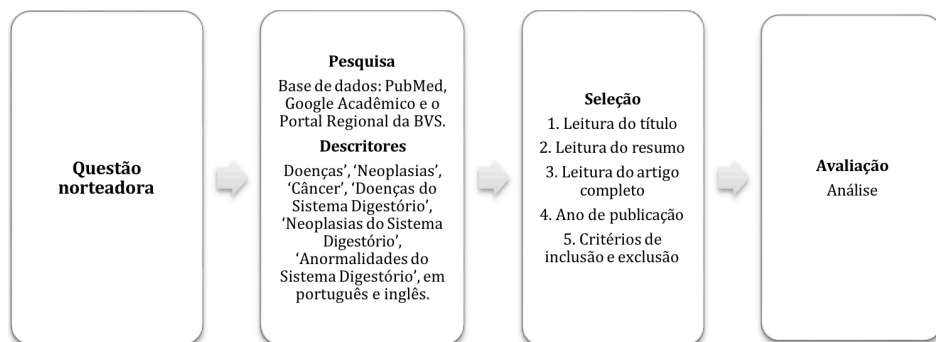 Questão
norteadora
Pesquisa
Base de dados: PubMed,
Google Acadêmico e o
Portal Regional da BVS.
Descritores
Doenças’, ‘Neoplasias’,
‘Câncer’, ‘Doenças do
Sistema Digestório’,
‘Neoplasias do Sistema
Digestório’,
‘Anormalidades do
Sistema Digestório’, em
português e inglês.
Seleção
1. Leitura do título
2. Leitura do resumo
3. Leitura do artigo
completo
4. Ano de publicação
5. Critérios de
inclusão e exclusão
Avaliação
Análise